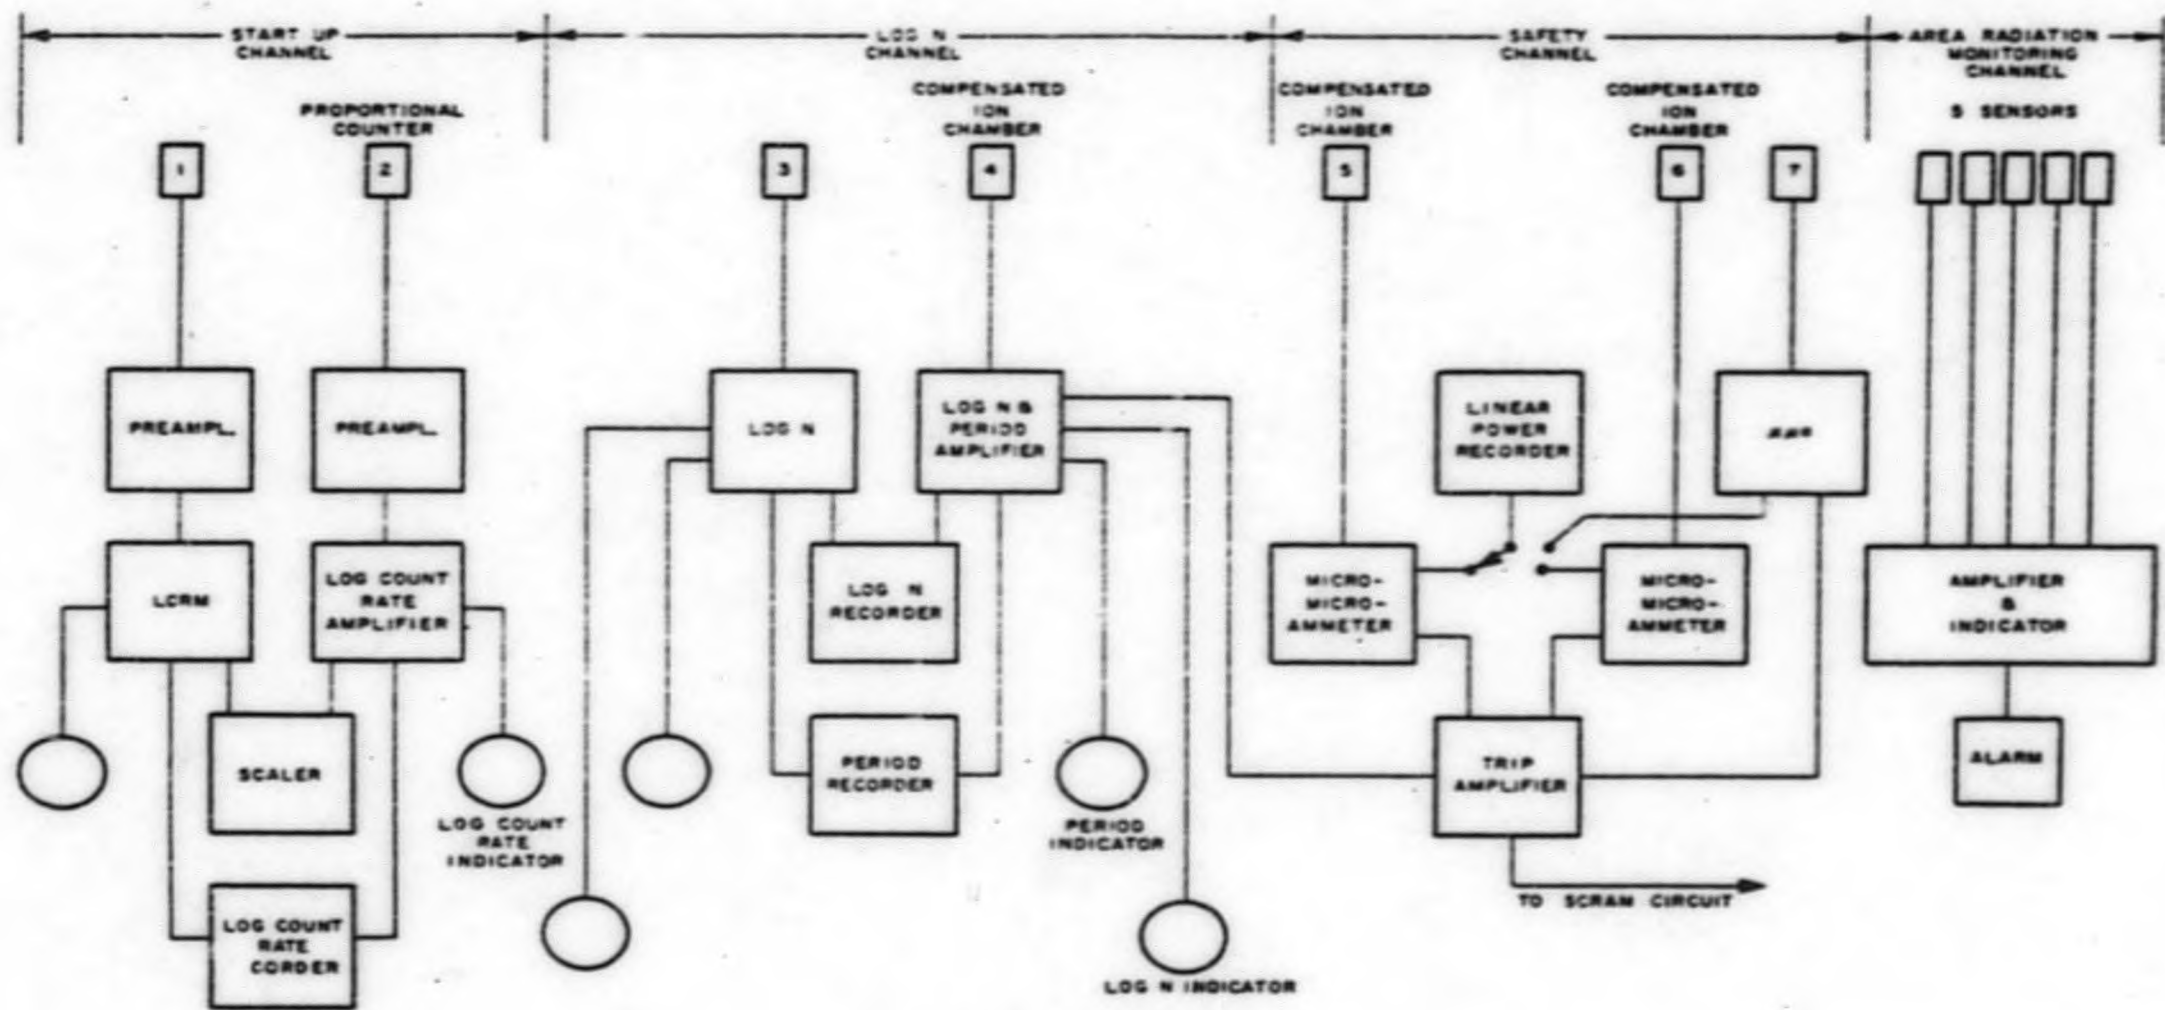 START UP
CHANNEL
LOG N
CHANNEL
SAFETY
CHANNEL
AREA RADIATION
MONITORING
CHANNEL
PROPORTIONAL
COUNTER
COMPENSATED
ION
CHAMBER
COMPENSATED
ION
CHAMBER
COMPENSATED
ION
CHAMBER
5 SENSORS
1
2
3
4
5
6
7
PREAMPL.
PREAMPL.
LOG N
LOG N &
PERIOD
AMPLIFIER
LINEAR
POWER
RECORDER
LCRM
LOG COUNT
RATE
AMPLIFIER
LOG N
RECORDER
MICRO-
MICRO-
AMMETER
MICRO-
MICRO-
AMMETER
AMPLIFIER
&
INDICATOR
SCALER
LOG COUNT
RATE
INDICATOR
PERIOD
RECORDER
PERIOD
INDICATOR
TRIP
AMPLIFIER
ALARM
LOG COUNT
RATE
CORDER
TO SCRAM CIRCUIT
LOG N INDICATOR